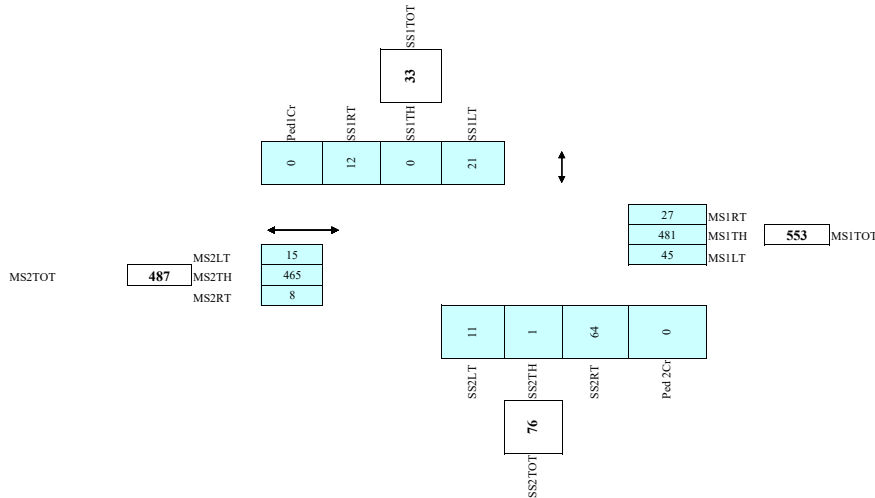 SS1TOT
33
Ped1Cr SS1RT SS1TH SS1LT
0 12 0 21
27 MS1RT
481 MS1TH 553 MS1TOT
45 MS1LT
MS2LT 15
MS2TOT 487 MS2TH 465
MS2RT 8
11 1 64 0
SS2LT SS2TH SS2RT Ped 2Cr
76
SS2TOT